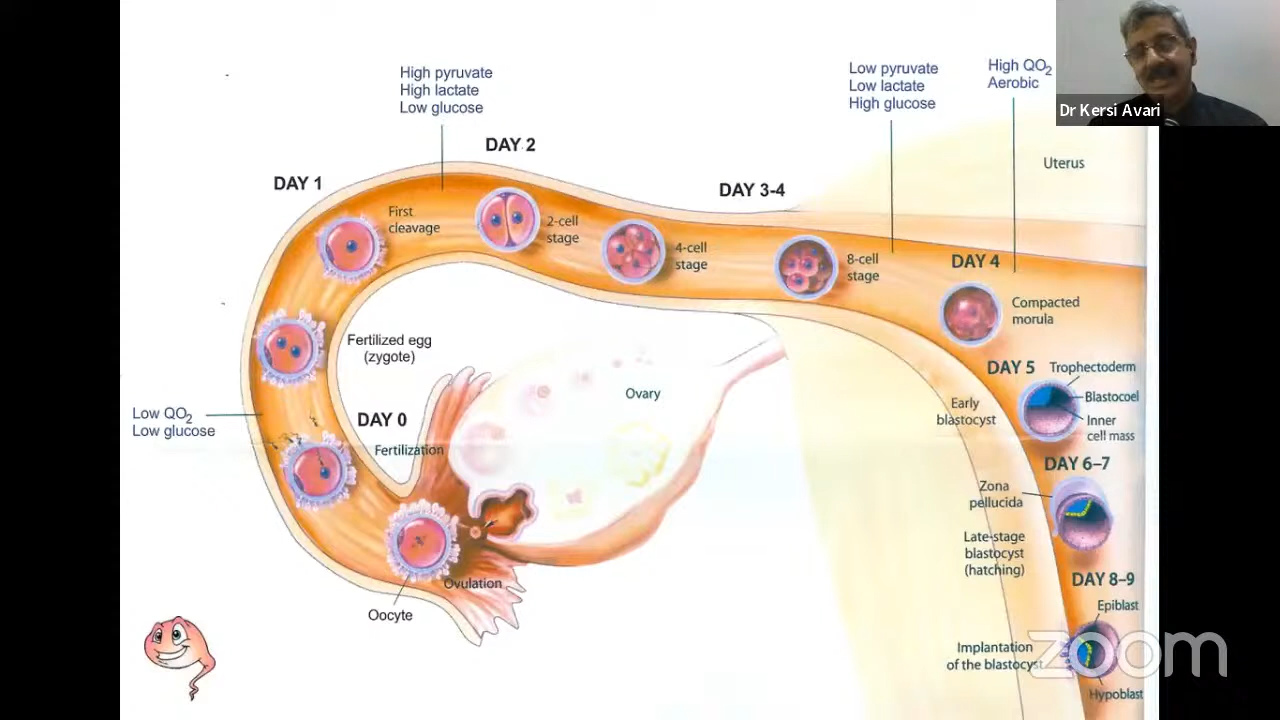 High pyruvate
High lactate
Low glucose
DAY 2
DAY 1
First
cleavage
2-cell
stage
4-cell
stage
DAY 3-4
8-cell
stage
Low pyruvate
Low lactate
High glucose
High QO2
Aerobic
Dr Kersi Avari
Uterus
DAY 4
Compacted
morula
Fertilized egg
(zygote)
Low QO2
Low glucose
DAY 0
Fertilization
Ovary
Ovulation
Oocyte
DAY 5
Trophectoderm
Blastocoel
Inner
cell mass
Early
blastocyst
DAY 6–7
Zona
pellucida
Late-stage
blastocyst
(hatching)
DAY 8–9
Epiblast
Implantation
of the blastocyst
Hypoblast
zoom